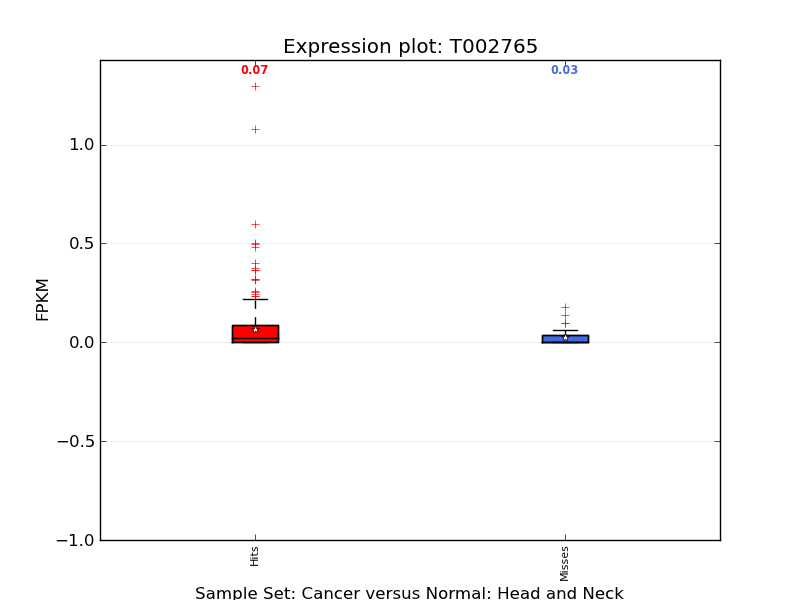 Expression plot: T002765
0.07
0.03
1.0
0.5
0.0
−0.5
−1.0
FPKM
Hits
Misses
Sample Set: Cancer versus Normal: Head and Neck